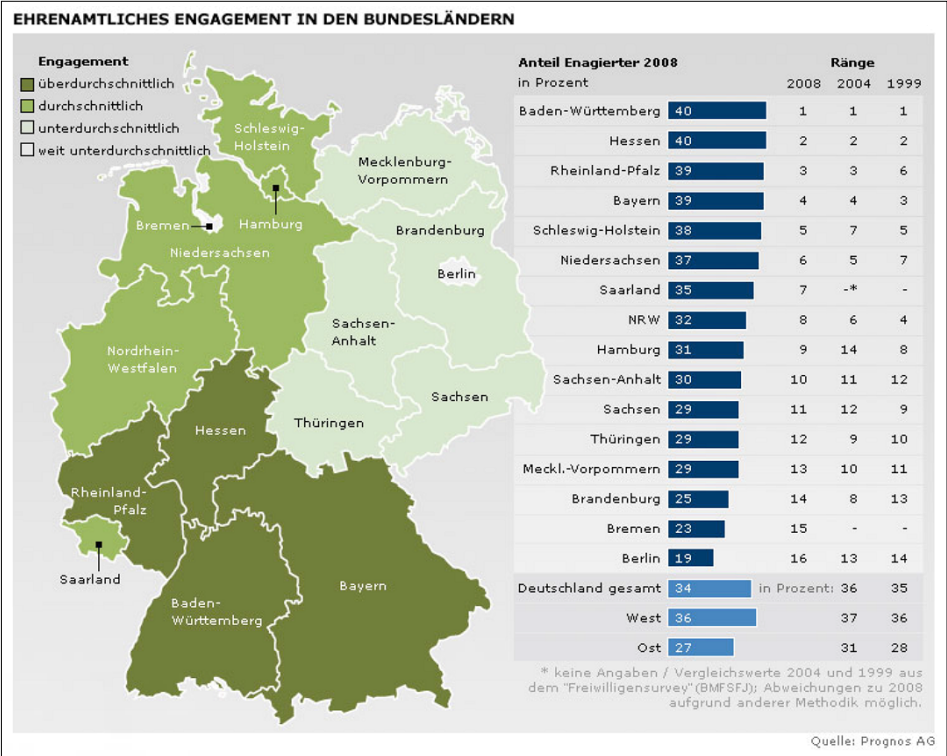 EHRENAMTLICHES ENGAGEMENT IN DEN BUNDESLÄNDERN
Engagement
überdurchschnittlich
durchschnittlich
unterdurchschnittlich
weit unterdurchschnittlich
Schleswig-
Holstein
Mecklenburg-
Vorpommern
Bremen
Hamburg
Niedersachsen
Brandenburg
Berlin
Sachsen-
Anhalt
Nordrhein-
Westfalen
Sachsen
Thüringen
Hessen
Rheinland-
Pfalz
Saarland
Bayern
Baden-
Württemberg
Anteil Enagierter 2008 Ränge
in Prozent 2008 2004 1999
Baden-Württemberg 40 1 1 1
Hessen 40 2 2 2
Rheinland-Pfalz 39 3 3 6
Bayern 39 4 4 3
Schleswig-Holstein 38 5 7 5
Niedersachsen 37 6 5 7
Saarland 35 7 -* -
NRW 32 8 6 4
Hamburg 31 9 14 8
Sachsen-Anhalt 30 10 11 12
Sachsen 29 11 12 9
Thüringen 29 12 9 10
Meckl.-Vorpommern 29 13 10 11
Brandenburg 25 14 8 13
Bremen 23 15 - -
Berlin 19 16 13 14
Deutschland gesamt 34 in Prozent: 36 35
West 36 37 36
Ost 27 31 28
* keine Angaben / Vergleichswerte 2004 und 1999 aus
dem "Freiwilligensurvey"(BMFSFJ); Abweichungen zu 2008
aufgrund anderer Methodik möglich.
Quelle: Prognos AG